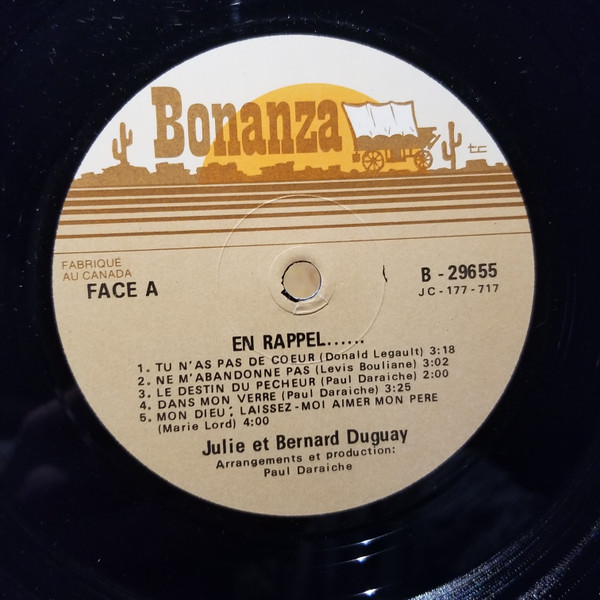 Bonanza
tc
FABRIQUÉ
AU CANADA
FACE A
B - 29655
JC-177-717
EN RAPPEL......
1. TU N'AS PAS DE COEUR (Donald Legault) 3:18
2. NE M'ABANDONNE PAS (Levis Bouliane) 3:02
3. LE DESTIN DU PECHEUR (Paul Daraiche) 2:00
4. DANS MON VERRE (Paul Daraiche) 3:25
5. MON DIEU, LAISSEZ-MOI AIMER MON PERE
(Marie Lord) 4:00
Julie et Bernard Duguay
Arrangements et production:
Paul Daraiche